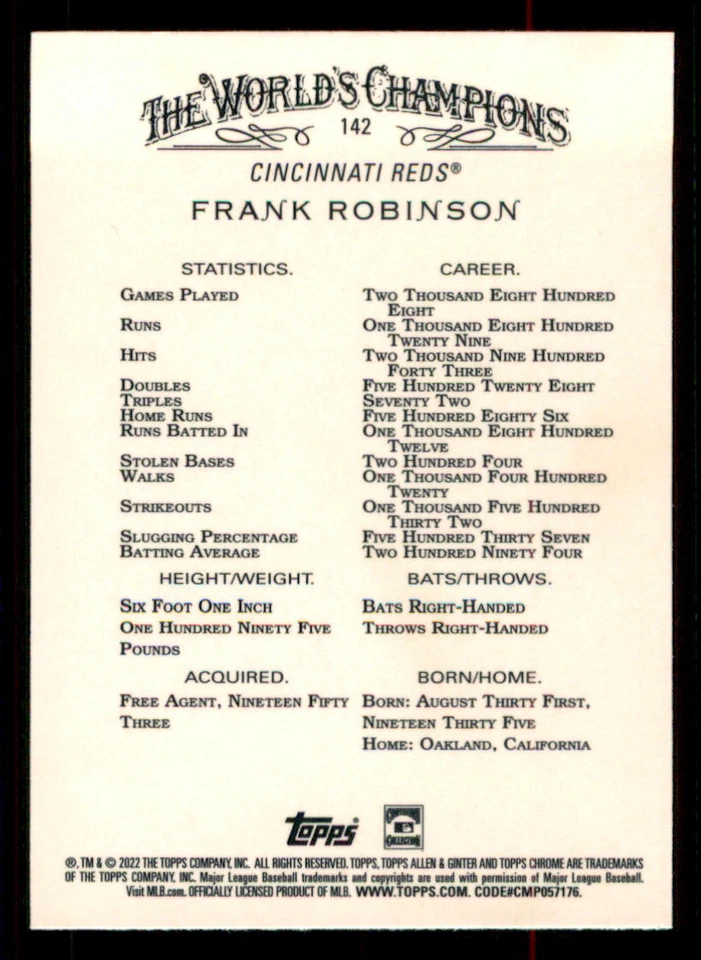 THE WORLD'S CHAMPIONS
142
CINCINNATI REDS®
FRANK ROBINSON
STATISTICS. CAREER.
GAMES PLAYED TWO THOUSAND EIGHT HUNDRED
EIGHT
RUNS ONE THOUSAND EIGHT HUNDRED
TWENTY NINE
HITS TWO THOUSAND NINE HUNDRED
FORTY THREE
DOUBLES FIVE HUNDRED TWENTY EIGHT
TRIPLES SEVENTY TWO
HOME RUNS FIVE HUNDRED EIGHTY SIX
RUNS BATTED IN ONE THOUSAND EIGHT HUNDRED
TWELVE
STOLEN BASES TWO HUNDRED FOUR
WALKS ONE THOUSAND FOUR HUNDRED
TWENTY
STRIKEOUTS ONE THOUSAND FIVE HUNDRED
THIRTY TWO
SLUGGING PERCENTAGE FIVE HUNDRED THIRTY SEVEN
BATTING AVERAGE TWO HUNDRED NINETY FOUR
HEIGHT/WEIGHT. BATS/THROWS.
SIX FOOT ONE INCH BATS RIGHT-HANDED
ONE HUNDRED NINETY FIVE THROWS RIGHT-HANDED
POUNDS
ACQUIRED. BORN/HOME.
FREE AGENT, NINETEEN FIFTY BORN: AUGUST THIRTY FIRST,
THREE NINETEEN THIRTY FIVE
HOME: OAKLAND, CALIFORNIA
topps® COOPERSTOWN COLLECTION
®, TM & © 2022 THE TOPPS COMPANY, INC. ALL RIGHTS RESERVED. TOPPS, TOPPS ALLEN & GINTER AND TOPPS CHROME ARE TRADEMARKS
OF THE TOPPS COMPANY, INC. Major League Baseball trademarks and copyrights are used with permission of Major League Baseball.
Visit MLB.com. OFFICIALLY LICENSED PRODUCT OF MLB. WWW.TOPPS.COM. CODE#CMP057176.